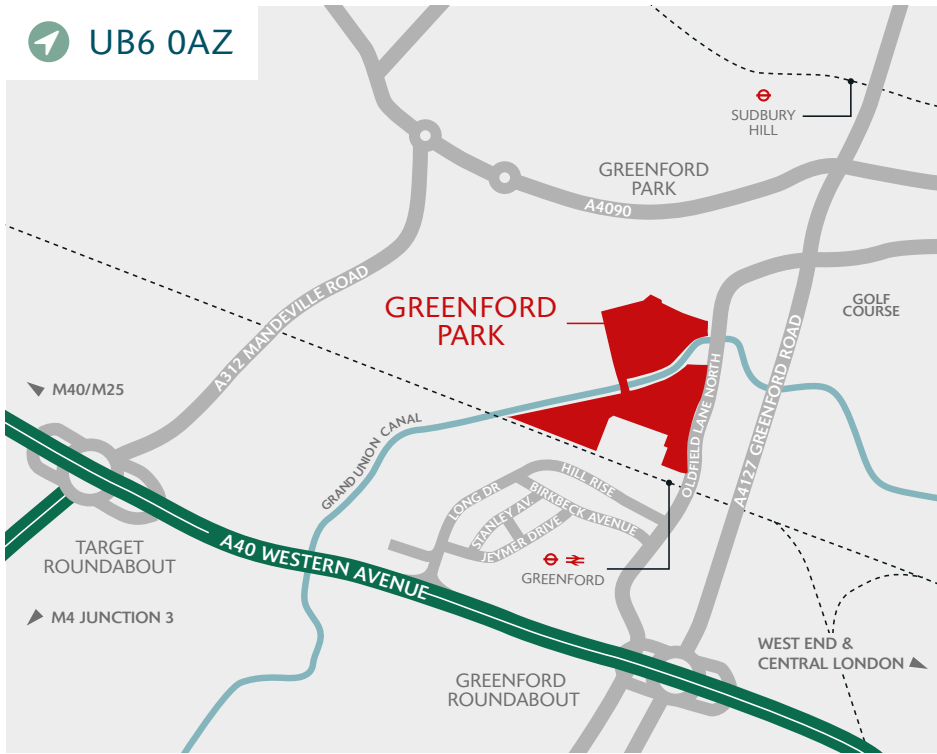 UB6 0AZ
SUDBURY
HILL
GREENFORD
PARK
A4090
A312 MANDEVILLE ROAD
GREENFORD
PARK
GOLF
COURSE
M40/M25
GRAND UNION CANAL
OLDFIELD LANE NORTH
A4127 GREENFORD ROAD
LONG DR
HILL RISE
STANLEY AV.
BIRKBECK AVENUE
JEYMER DRIVE
GREENFORD
TARGET
ROUNDABOUT
A40 WESTERN AVENUE
M4 JUNCTION 3
WEST END &
CENTRAL LONDON
GREENFORD
ROUNDABOUT